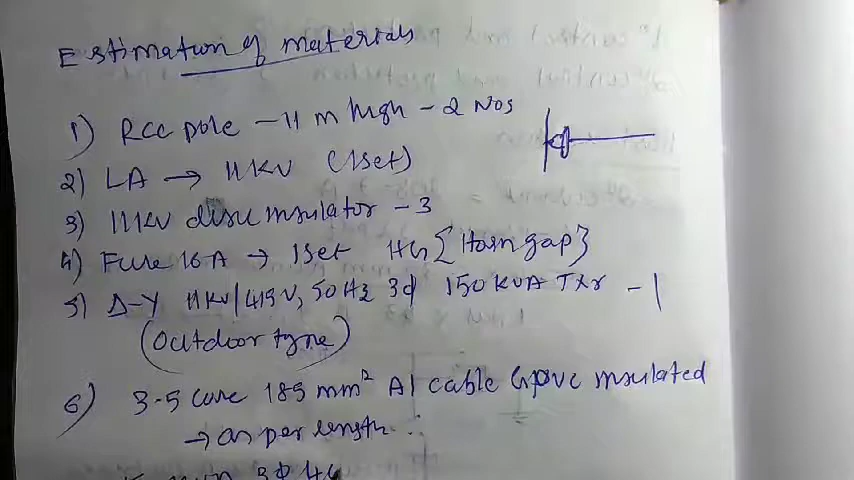 Estimation of materials
1) RCC pole - 11 m high - 2 Nos
2) LA → 11KV (1set)
3) 11KV disc insulator - 3
4) Fuse 16A → 1set HG {Horn gap}
5) Δ-Y 11KV/415V, 50HZ 3φ 150KVA Txr - 1
(Outdoor type)
6) 3.5 core 185 mm² Al cable pvc insulated
→ as per length.
3φ